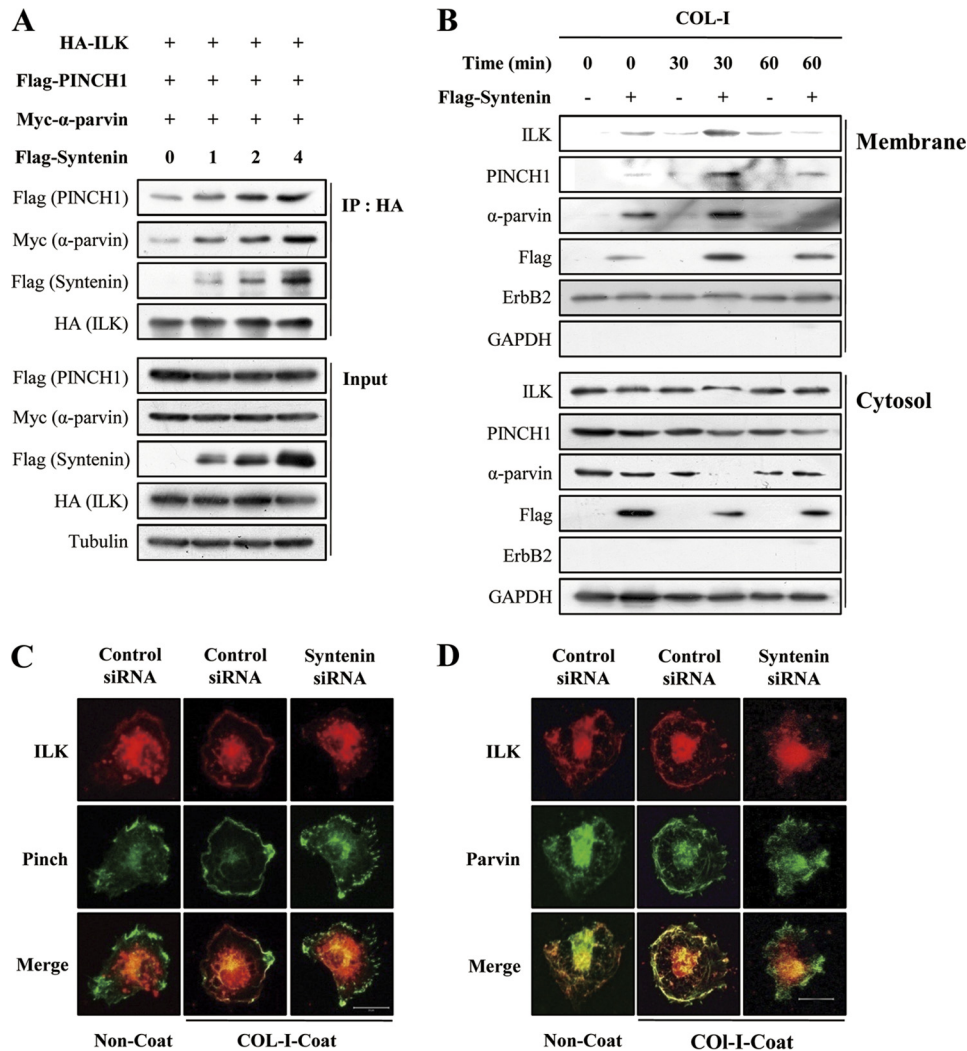 A
HA-ILK + + + +
Flag-PINCH1 + + + +
Myc-α-parvin + + + +
Flag-Syntenin 0 1 2 4
Flag (PINCH1)
Myc (α-parvin)
Flag (Syntenin)
HA (ILK)
IP : HA
Flag (PINCH1)
Myc (α-parvin)
Flag (Syntenin)
HA (ILK)
Tubulin
Input
B
COL-I
Time (min) 0 0 30 30 60 60
Flag-Syntenin - + - + - +
ILK
PINCH1
α-parvin
Flag
ErbB2
GAPDH
Membrane
ILK
PINCH1
α-parvin
Flag
ErbB2
GAPDH
Cytosol
C
Control siRNA
Control siRNA
Syntenin siRNA
ILK
Pinch
Merge
Non-Coat
COL-I-Coat
D
Control siRNA
Control siRNA
Syntenin siRNA
ILK
Parvin
Merge
Non-Coat
COl-I-Coat